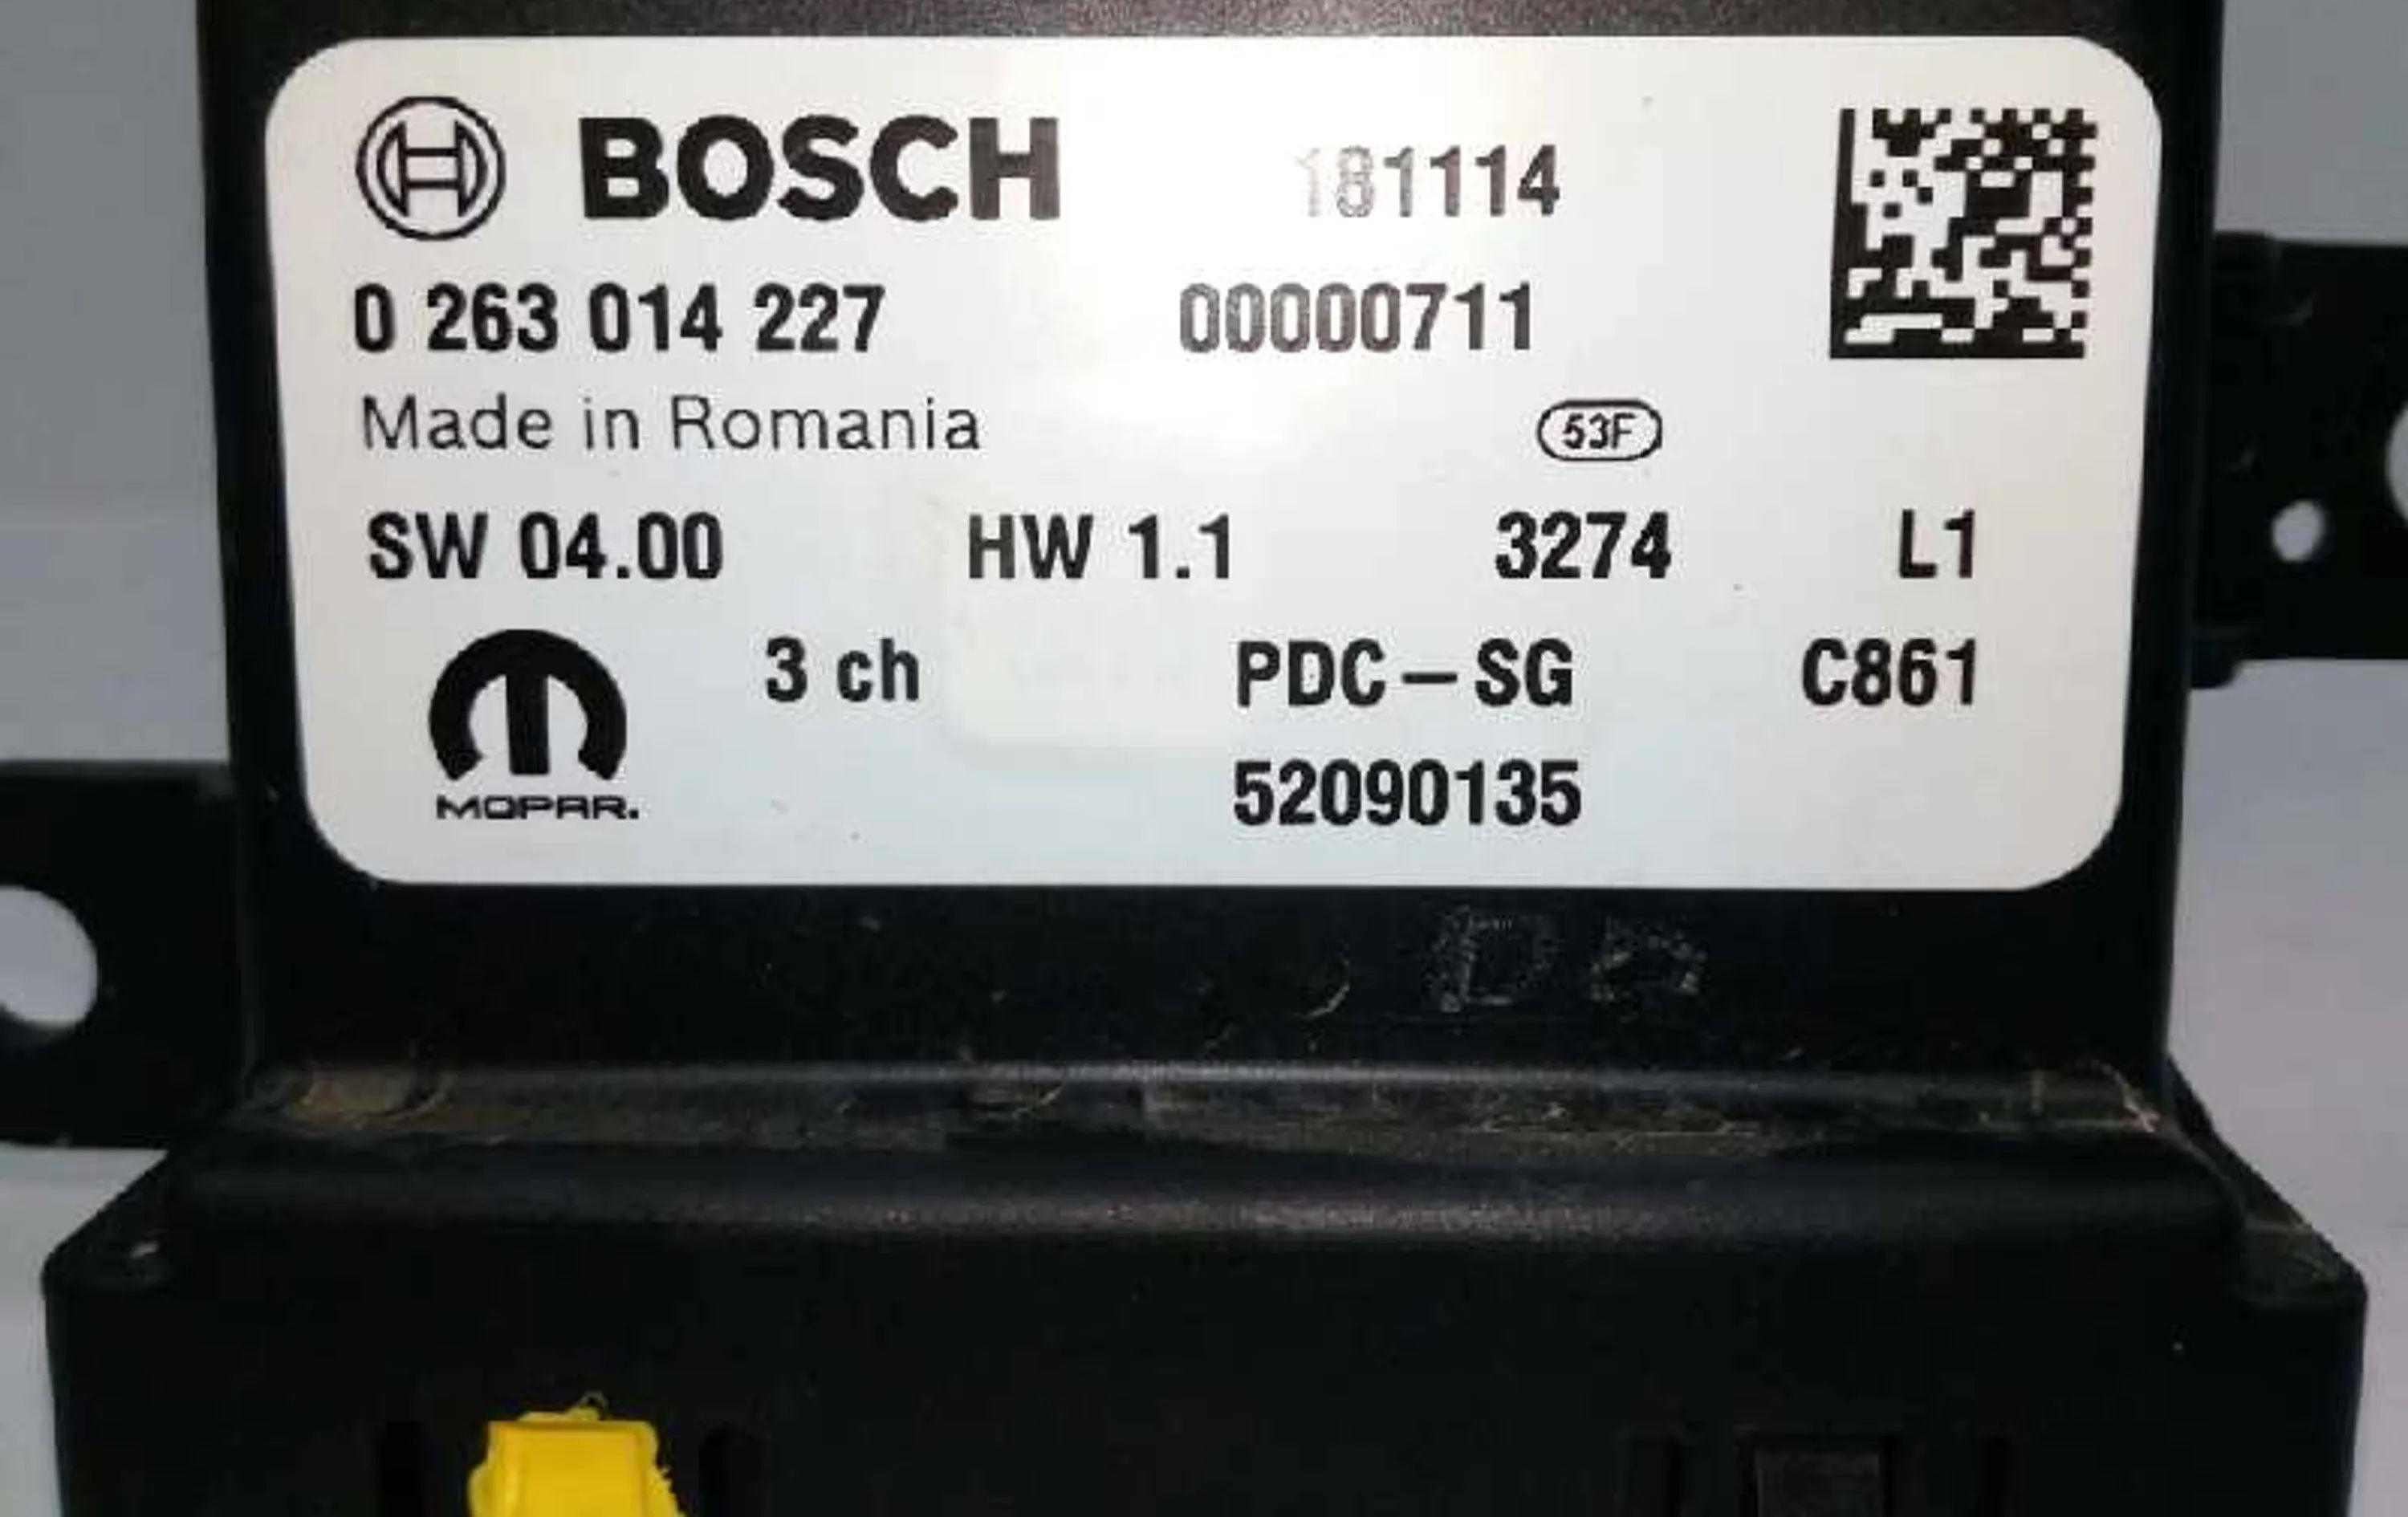 BOSCH 181114
0 263 014 227 00000711
Made in Romania 53F
SW 04.00 HW 1.1 3274 L1
3 ch PDC-SG C861
MOPAR. 52090135